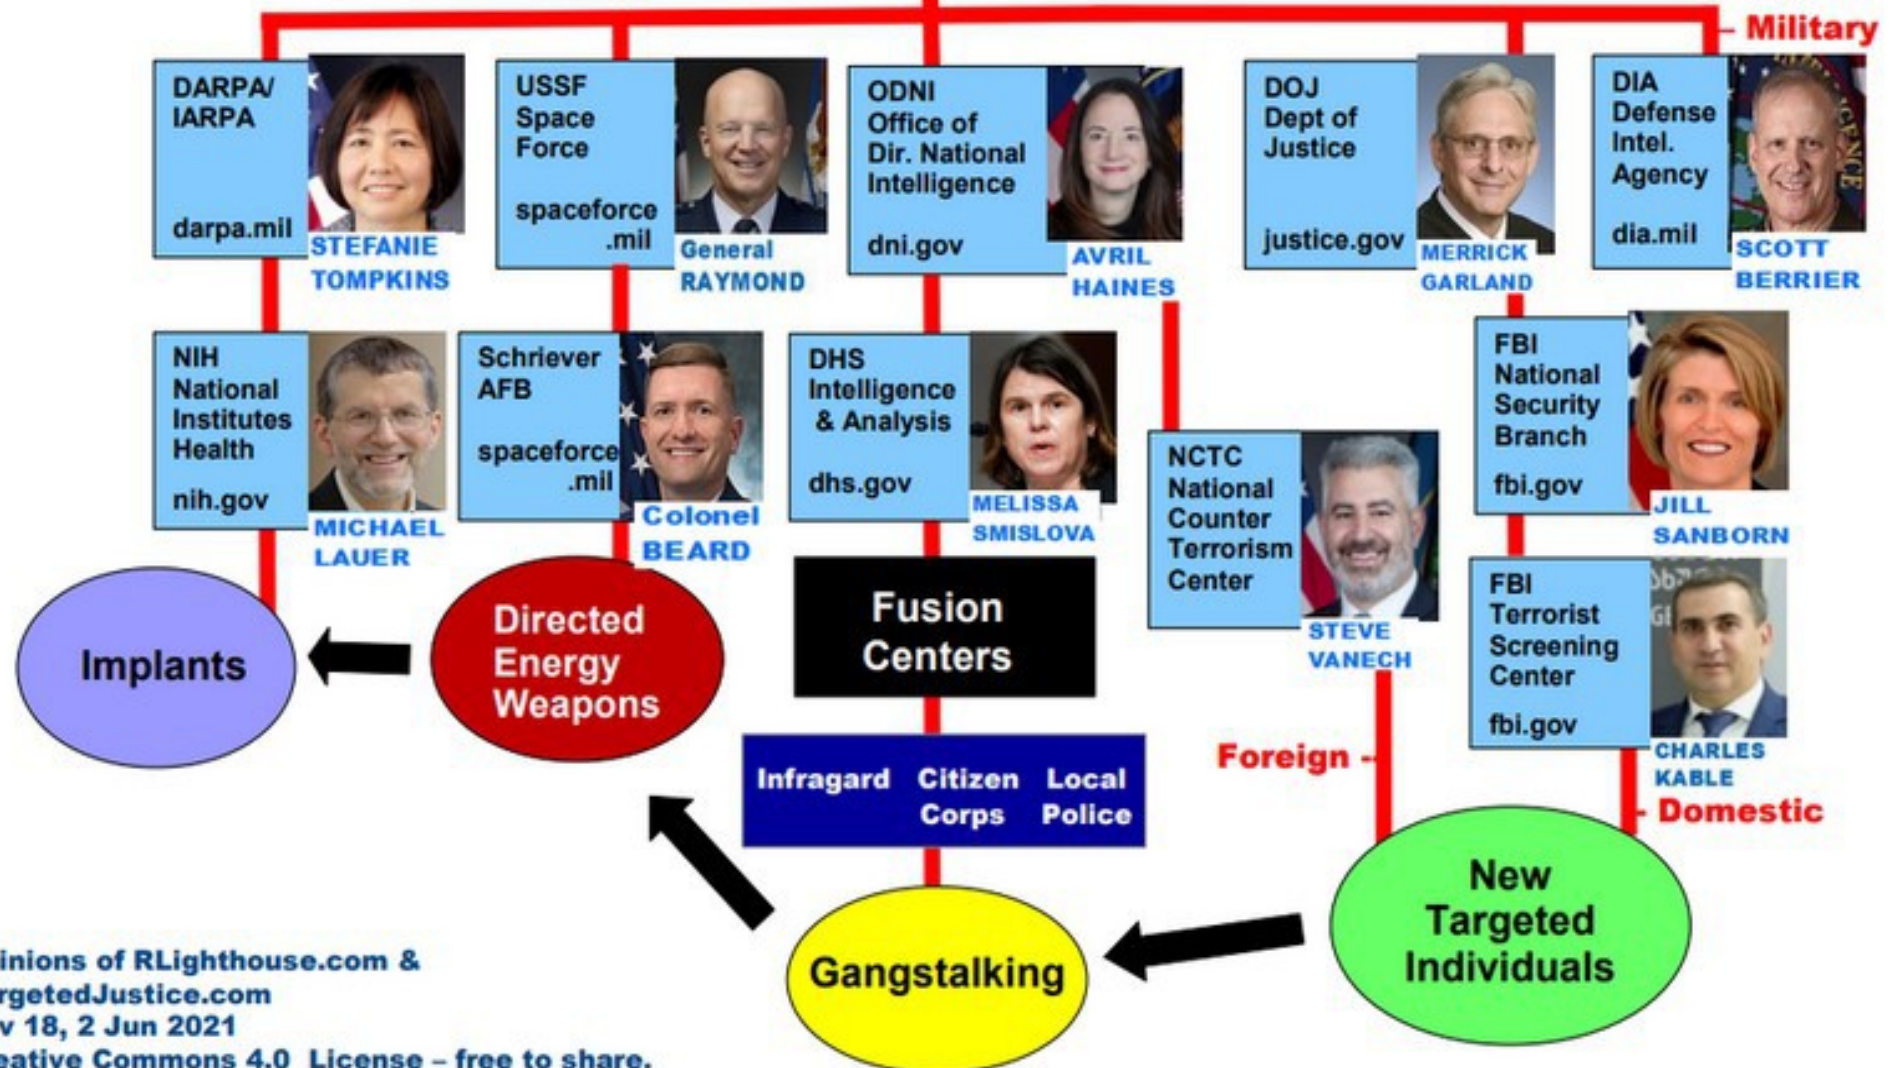 Military
DARPA/
IARPA
darpa.mil
STEFANIE
TOMPKINS
USSF
Space
Force
spaceforce
.mil
General
RAYMOND
ODNI
Office of
Dir. National
Intelligence
dni.gov
AVRIL
HAINES
DOJ
Dept of
Justice
justice.gov
MERRICK
GARLAND
DIA
Defense
Intel.
Agency
dia.mil
SCOTT
BERRIER
NIH
National
Institutes
Health
nih.gov
MICHAEL
LAUER
Schriever
AFB
spaceforce
.mil
Colonel
BEARD
DHS
Intelligence
& Analysis
dhs.gov
MELISSA
SMISLOVA
NCTC
National
Counter
Terrorism
Center
STEVE
VANECH
FBI
National
Security
Branch
fbi.gov
JILL
SANBORN
FBI
Terrorist
Screening
Center
fbi.gov
CHARLES
KABLE
Implants
Directed
Energy
Weapons
Fusion
Centers
Infragard Citizen Local
Corps Police
Foreign -
- Domestic
New
Targeted
Individuals
Gangstalking
inions of RLighthouse.com &
rgetedJustice.com
v 18, 2 Jun 2021
eative Commons 4.0 License – free to share.